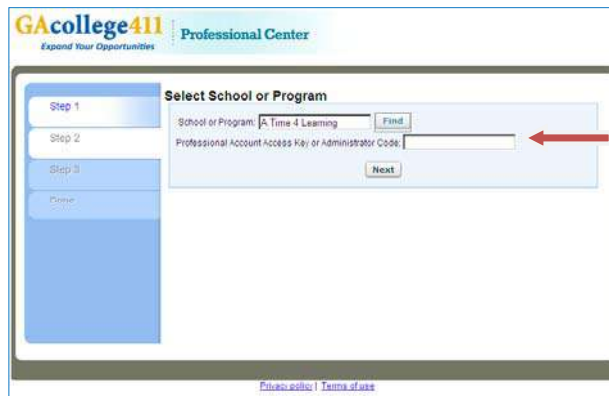 GAcollege411
Expand Your Opportunities
Professional Center
Step 1
Step 2
Step 3
Done
Select School or Program
School or Program: A Time 4 Learning Find
Professional Account Access Key or Administrator Code:
Next
Privacy policy | Terms of use